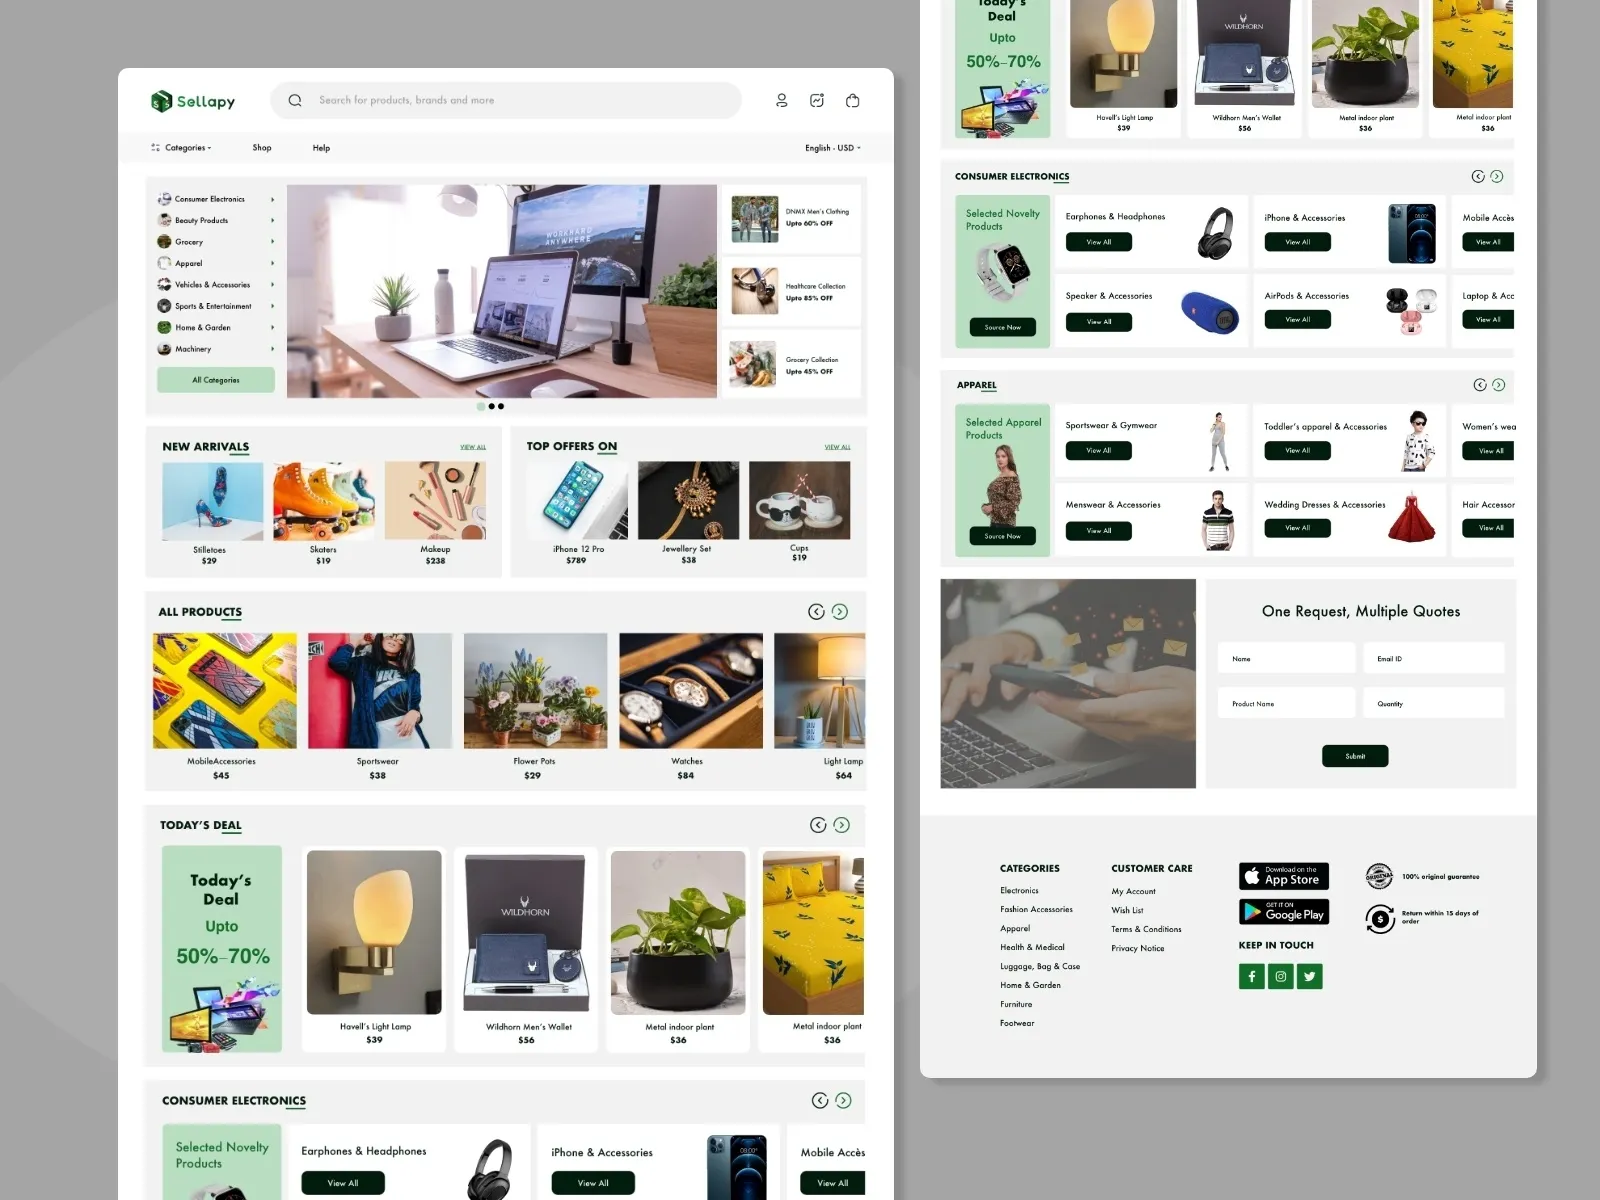 Sellapy
Search for products, brands and more
Categories
Shop
Help
English - USD
Consumer Electronics
Beauty Products
Grocery
Apparel
Vehicles & Accessories
Sports & Entertainment
Home & Garden
Machinery
All Categories
WORKHARD
ANYWHERE
DNMX Men's Clothing
Upto 60% OFF
Healthcare Collection
Upto 85% OFF
Grocery Collection
Upto 45% OFF
NEW ARRIVALS
VIEW ALL
Stilletoes
$29
Skaters
$19
Makeup
$238
TOP OFFERS ON
VIEW ALL
iPhone 12 Pro
$789
Jewellery Set
$38
Cups
$19
ALL PRODUCTS
MobileAccessories
$45
Sportswear
$38
Flower Pots
$29
Watches
$84
Light Lamp
$64
TODAY'S DEAL
Today's
Deal
Upto
50%–70%
Havell's Light Lamp
$39
WILDHORN
Wildhorn Men's Wallet
$56
Metal indoor plant
$36
Metal indoor plant
$36
CONSUMER ELECTRONICS
Selected Novelty
Products
Earphones & Headphones
View All
iPhone & Accessories
View All
Mobile Accès
View All
Today's
Deal
Upto
50%–70%
Havell's Light Lamp
$39
WILDHORN
Wildhorn Men's Wallet
$56
Metal indoor plant
$36
Metal indoor plant
$36
CONSUMER ELECTRONICS
Selected Novelty
Products
Source Now
Earphones & Headphones
View All
iPhone & Accessories
View All
Mobile Accès
View All
Speaker & Accessories
View All
JBL
AirPods & Accessories
View All
Laptop & Acc
View All
APPAREL
Selected Apparel
Products
Source Now
Sportswear & Gymwear
View All
Toddler's apparel & Accessories
View All
Women's wea
View All
Menswear & Accessories
View All
Wedding Dresses & Accessories
View All
Hair Accessor
View All
One Request, Multiple Quotes
Name
Email ID
Product Name
Quantity
Submit
CATEGORIES
Electronics
Fashion Accessories
Apparel
Health & Medical
Luggage, Bag & Case
Home & Garden
Furniture
Footwear
CUSTOMER CARE
My Account
Wish List
Terms & Conditions
Privacy Notice
Download on the
App Store
GET IT ON
Google Play
KEEP IN TOUCH
ORIGINAL
100% original guarantee
Return within 15 days of
order